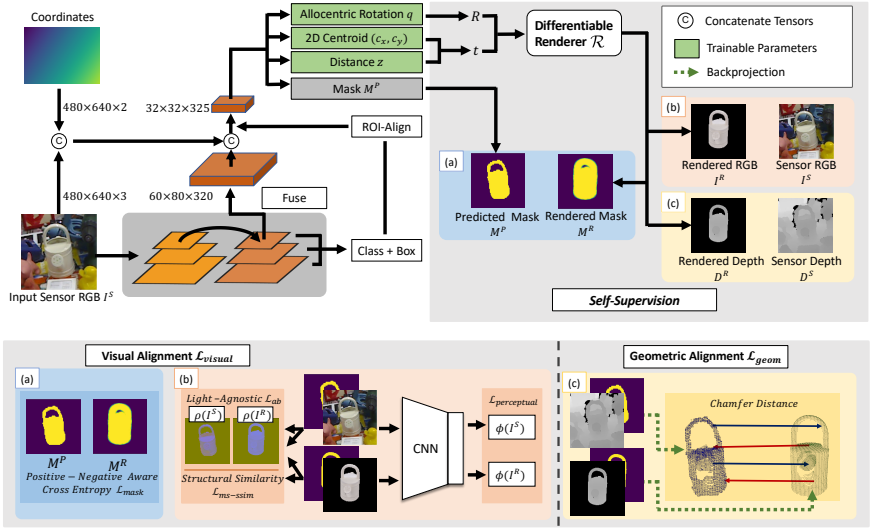 Coordinates
480×640×2
C
480×640×3
Input Sensor RGB I^S
32×32×325
C
60×80×320
Fuse
ROI-Align
Class + Box
Allocentric Rotation q
2D Centroid (c_x, c_y)
Distance z
Mask M^P
R
t
Differentiable
Renderer R
C Concatenate Tensors
Trainable Parameters
Backprojection
(a)
Predicted Mask
M^P
Rendered Mask
M^R
(b)
Rendered RGB
I^R
Sensor RGB
I^S
(c)
Rendered Depth
D^R
Sensor Depth
D^S
Self-Supervision
Visual Alignment L_visual
(a)
M^P
M^R
Positive-Negative Aware
Cross Entropy L_mask
(b)
Light-Agnostic L_ab
ρ(I^S)
ρ(I^R)
Structural Similarity
L_ms-ssim
CNN
L_perceptual
ϕ(I^S)
ϕ(I^R)
Geometric Alignment L_geom
(c)
Chamfer Distance